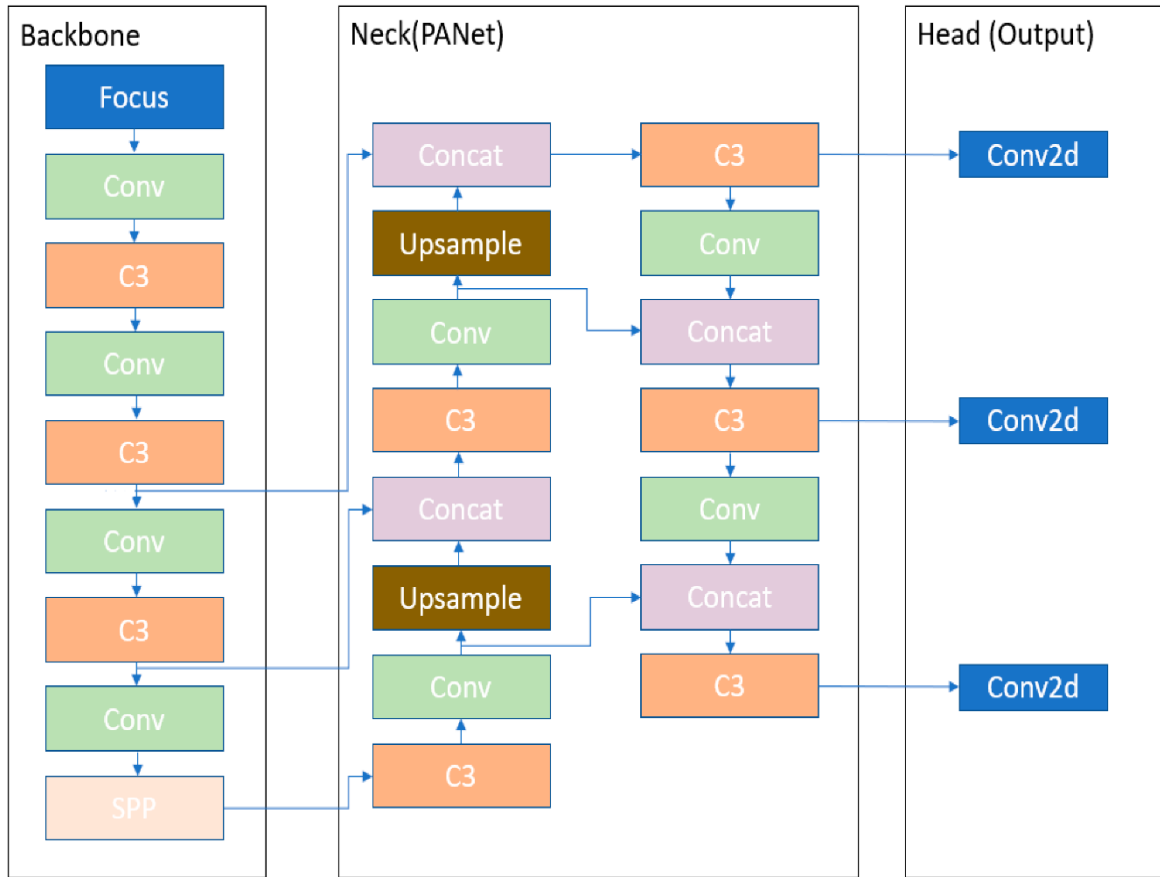 Backbone
Focus
Conv
C3
Conv
C3
Conv
C3
Conv
SPP
Neck(PANet)
Concat
Upsample
Conv
C3
Concat
Upsample
Conv
C3
C3
Conv
Concat
C3
Conv
Concat
C3
Head (Output)
Conv2d
Conv2d
Conv2d